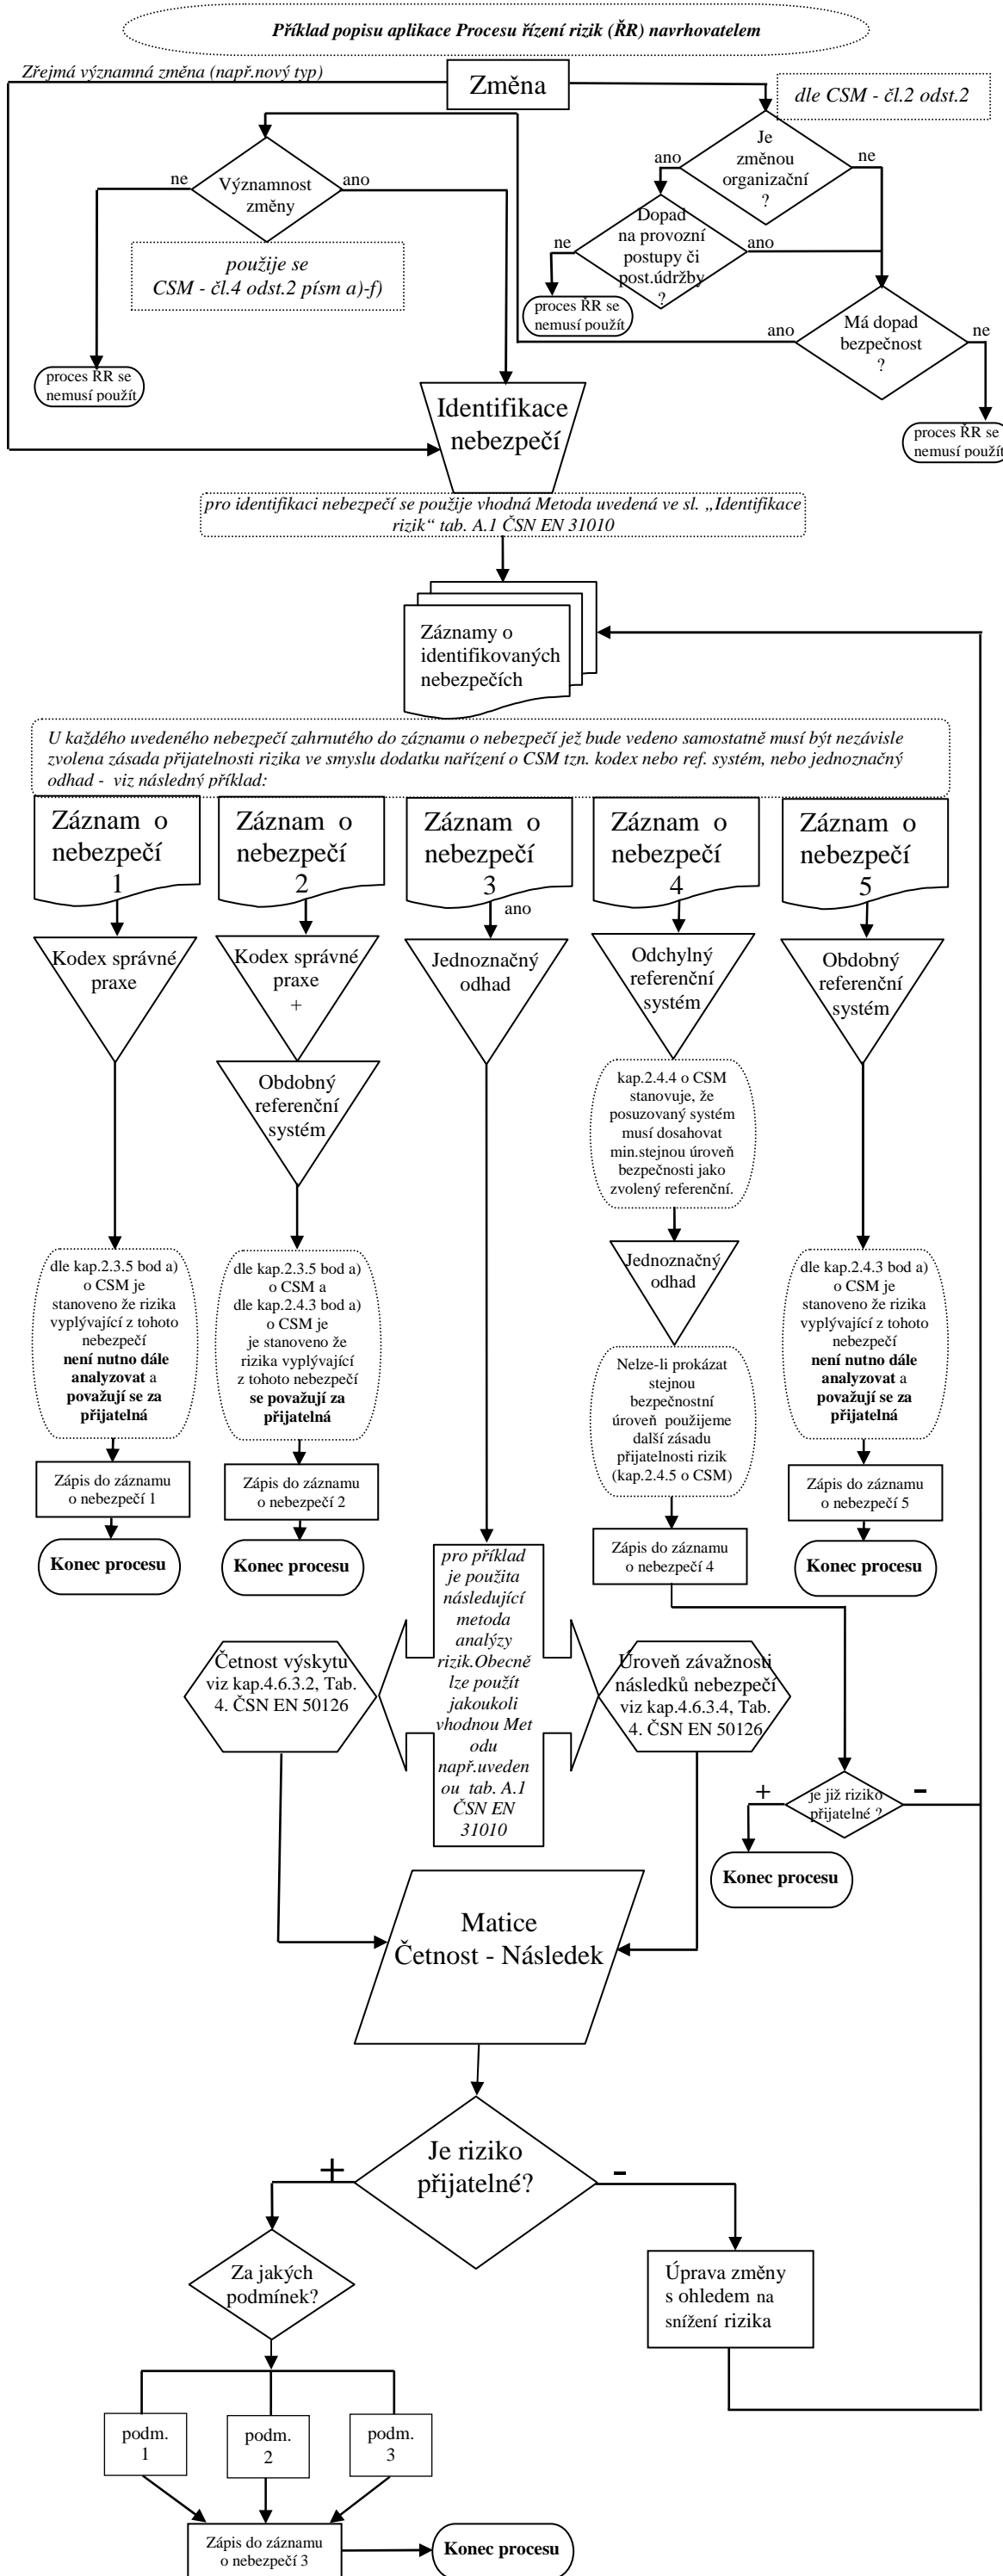 Příklad popisu aplikace Procesu řízení rizik (ŘR) navrhovatelem
Zřejmá významná změna (např.nový typ)
Změna
dle CSM - čl.2 odst.2
Je
změnou
organizační
?
ano
ne
Významnost
změny
ne
ano
Dopad
na provozní
postupy či
post.údržby
?
ne
ano
použije se
CSM - čl.4 odst.2 písm a)-f)
proces ŘR se
nemusí použít
Má dopad
bezpečnost
?
ano
ne
proces ŘR se
nemusí použít
proces ŘR se
nemusí použít
Identifikace
nebezpečí
pro identifikaci nebezpečí se použije vhodná Metoda uvedená ve sl. „Identifikace
rizik“ tab. A.1 ČSN EN 31010
Záznamy o
identifikovaných
nebezpečích
U každého uvedeného nebezpečí zahrnutého do záznamu o nebezpečí jež bude vedeno samostatně musí být nezávisle
zvolena zásada přijatelnosti rizika ve smyslu dodatku nařízení o CSM tzn. kodex nebo ref. systém, nebo jednoznačný
odhad - viz následný příklad:
Záznam o
nebezpečí
1
Záznam o
nebezpečí
2
Záznam o
nebezpečí
3
Záznam o
nebezpečí
4
Záznam o
nebezpečí
5
ano
Kodex správné
praxe
Kodex správné
praxe
+
Jednoznačný
odhad
Odchylný
referenční
systém
Obdobný
referenční
systém
Obdobný
referenční
systém
kap.2.4.4 o CSM
stanovuje, že
posuzovaný systém
musí dosahovat
min.stejnou úroveň
bezpečnosti jako
zvolený referenční.
Jednoznačný
odhad
dle kap.2.3.5 bod a)
o CSM je
stanoveno že rizika
vyplývající z tohoto
nebezpečí
není nutno dále
analyzovat a
považují se za
přijatelná
dle kap.2.3.5 bod a)
o CSM a
dle kap.2.4.3 bod a)
o CSM je
je stanoveno že
rizika vyplývající
z tohoto nebezpečí
se považují za
přijatelná
Nelze-li prokázat
stejnou
bezpečnostní
úroveň použijeme
další zásadu
přijatelnosti rizik
(kap.2.4.5 o CSM)
dle kap.2.4.3 bod a)
o CSM je
stanoveno že rizika
vyplývající z tohoto
nebezpečí
není nutno dále
analyzovat a
považují se za
přijatelná
Zápis do záznamu
o nebezpečí 1
Zápis do záznamu
o nebezpečí 2
Zápis do záznamu
o nebezpečí 4
Zápis do záznamu
o nebezpečí 5
Konec procesu
Konec procesu
Konec procesu
pro příklad
je použita
následující
metoda
analýzy
rizik.Obecně
lze použít
jakoukoli
vhodnou Met
odu
např.uveden
ou tab. A.1
ČSN EN
31010
Četnost výskytu
viz kap.4.6.3.2, Tab.
4. ČSN EN 50126
Úroveň závažnosti
následků nebezpečí
viz kap.4.6.3.4, Tab.
4. ČSN EN 50126
je již riziko
přijatelné ?
+
-
Konec procesu
Matice
Četnost - Následek
Je riziko
přijatelné?
+
-
Za jakých
podmínek?
Úprava změny
s ohledem na
snížení rizika
podm.
1
podm.
2
podm.
3
Zápis do záznamu
o nebezpečí 3
Konec procesu